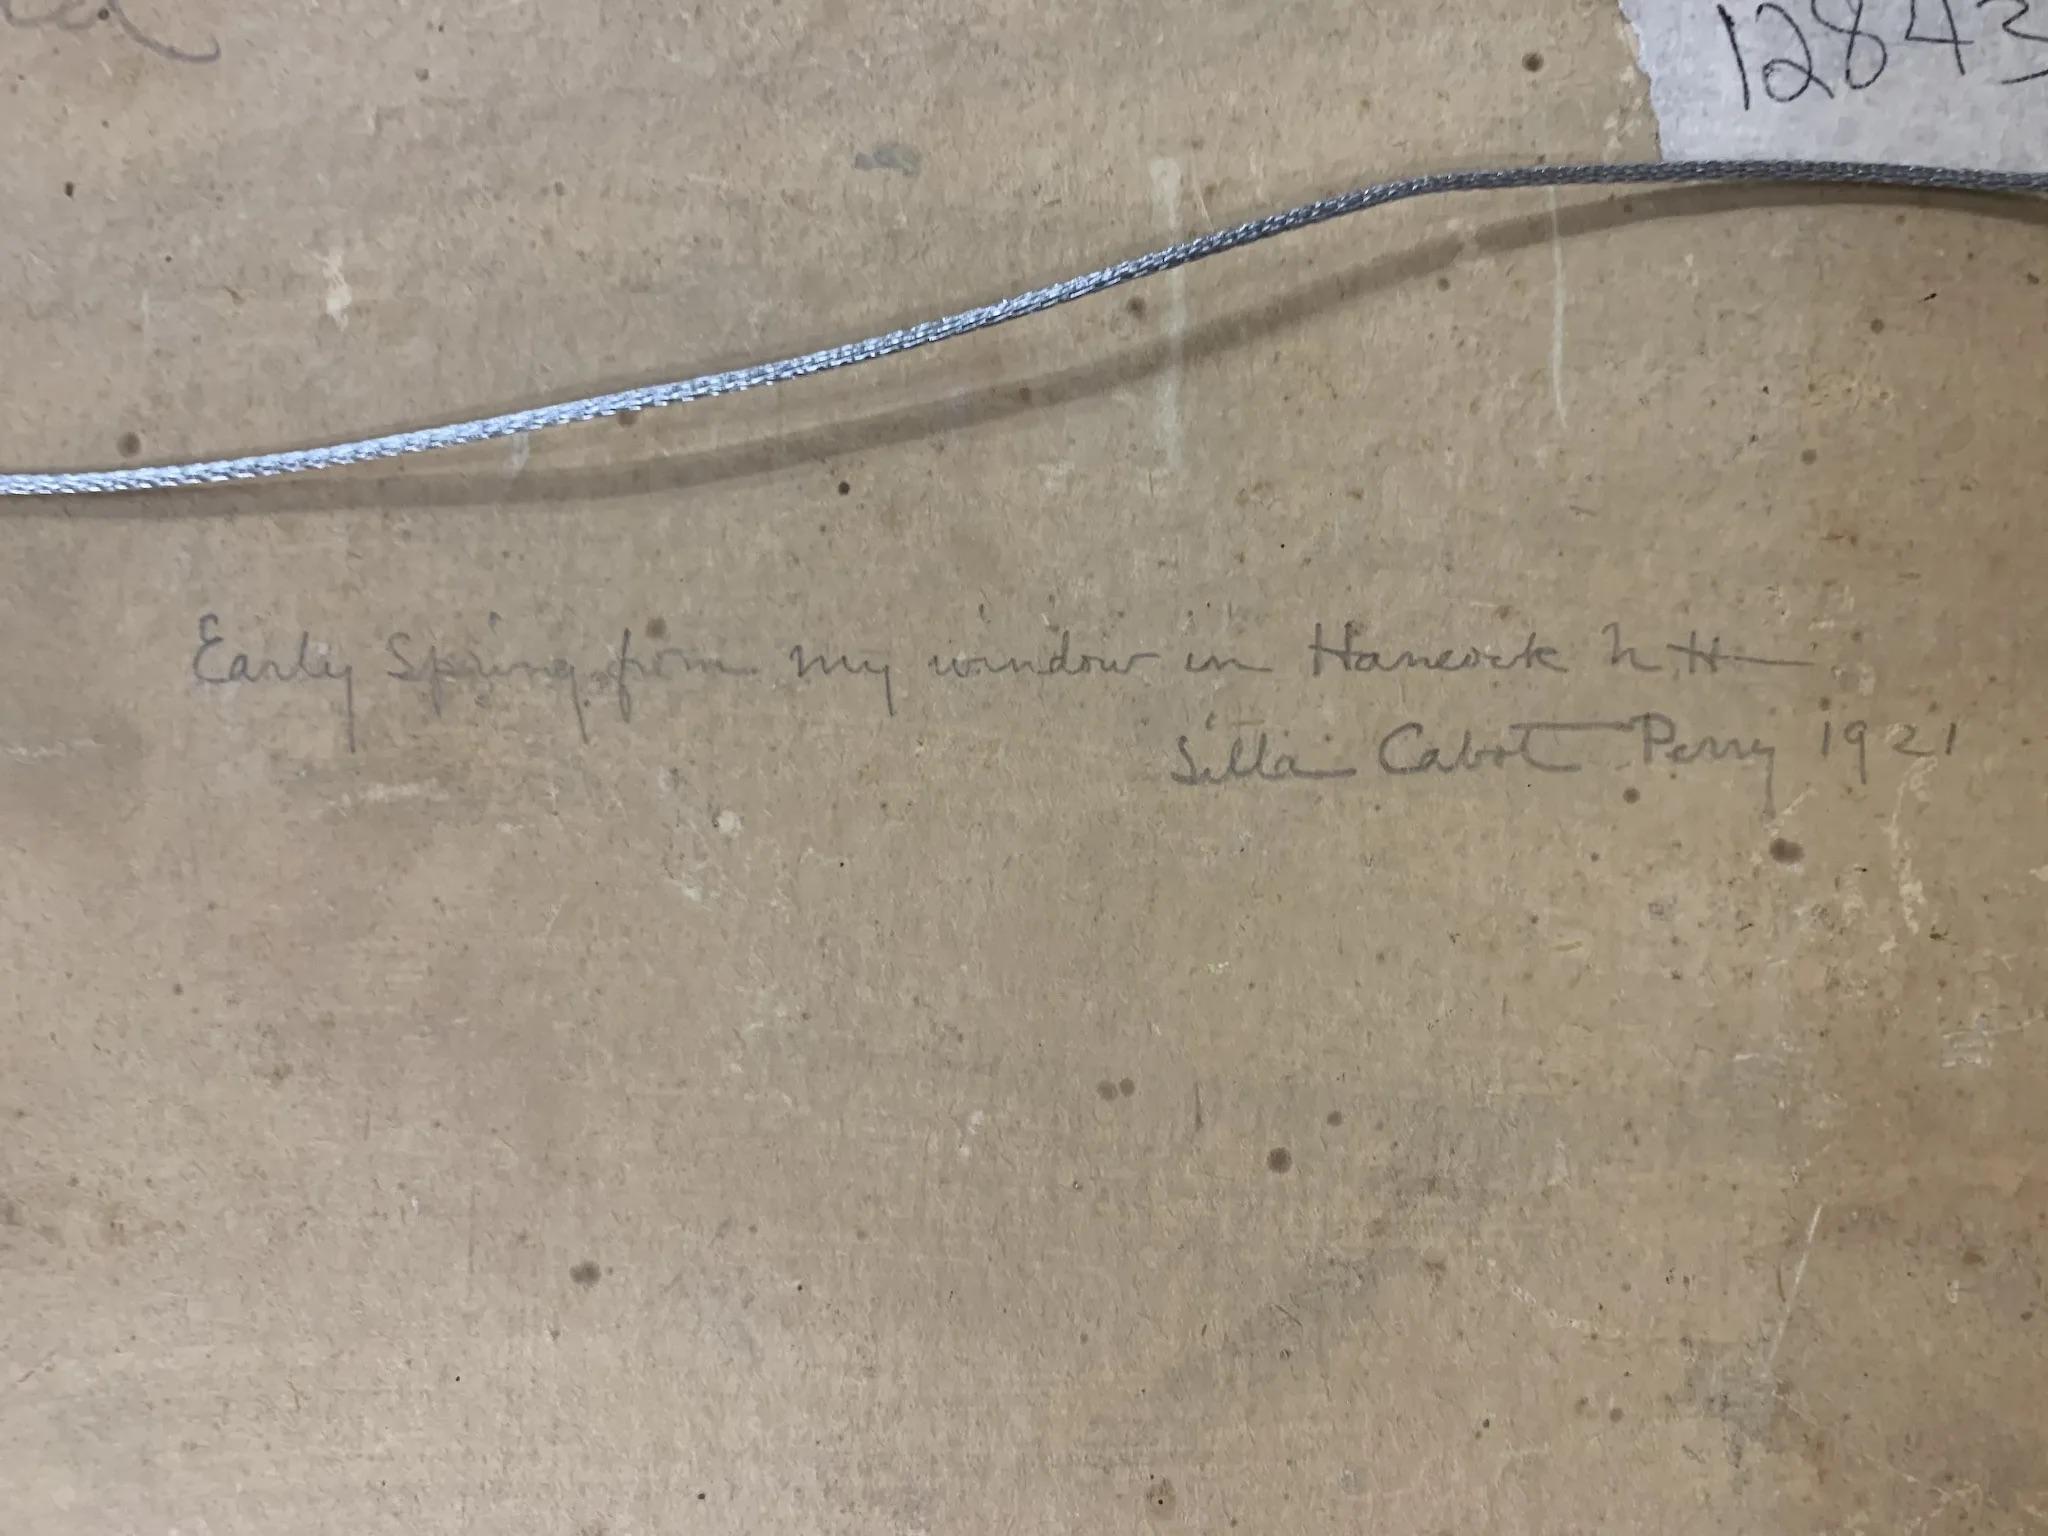 12843
Early Spring from my window in Hancock N H
Lilla Cabot Perry 1921